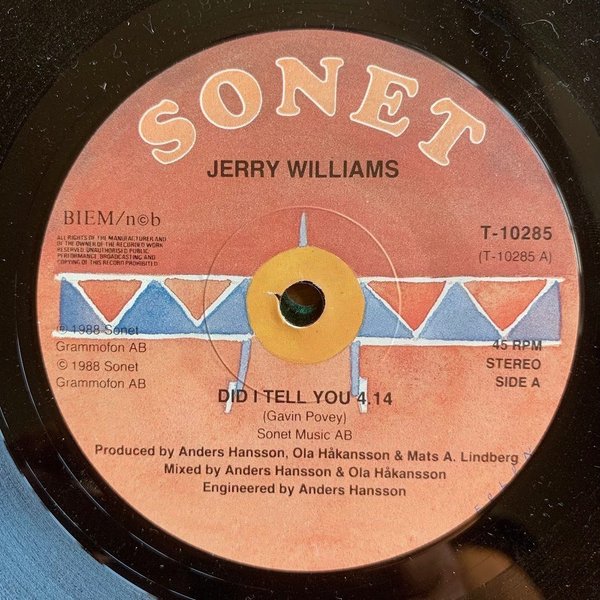 SONET
JERRY WILLIAMS
BIEM/n©b
ALL RIGHTS OF THE MANUFACTURER AND
OF THE OWNER OF THE RECORDED WORK
RESERVED. UNAUTHORISED PUBLIC
PERFORMANCE, BROADCASTING AND
COPYING OF THIS RECORD PROHIBITED
T-10285
(T-10285 A)
℗ 1988 Sonet
Grammofon AB
© 1988 Sonet
Grammofon AB
45 RPM
STEREO
SIDE A
DID I TELL YOU 4.14
(Gavin Povey)
Sonet Music AB
Produced by Anders Hansson, Ola Håkansson & Mats A. Lindberg
Mixed by Anders Hansson & Ola Håkansson
Engineered by Anders Hansson